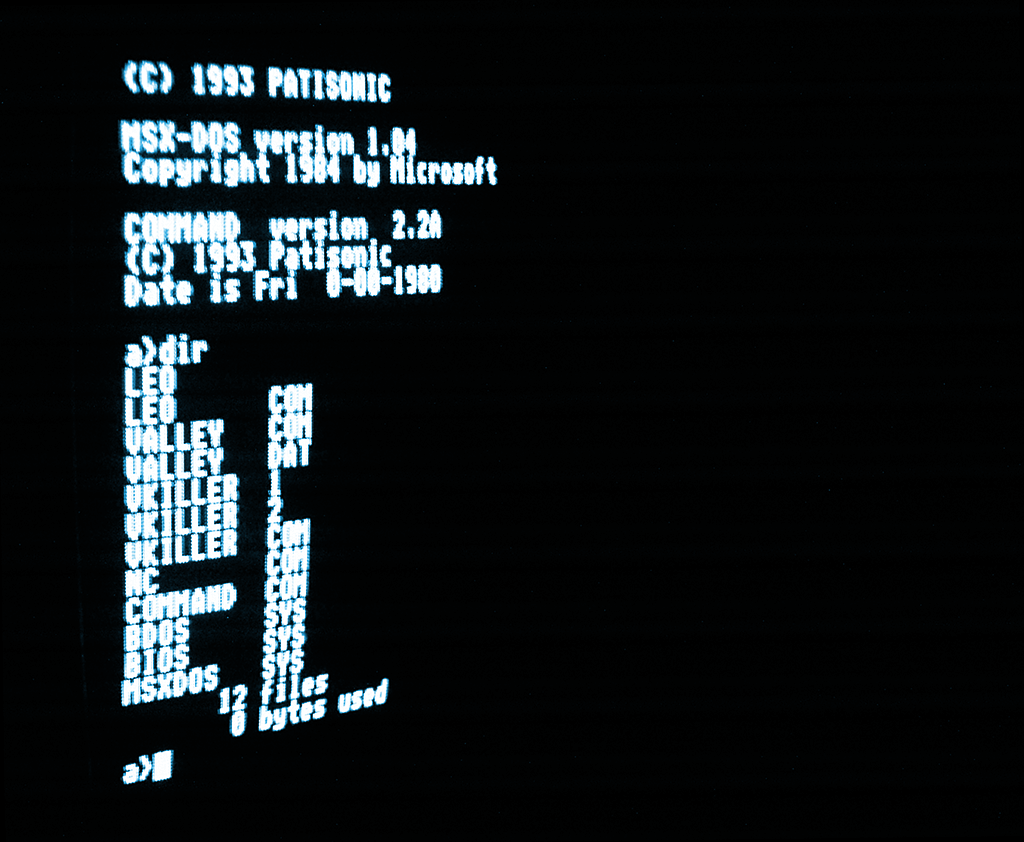 (C) 1993 PATISONIC
MSX-DOS version 1.04
Copyright 1984 by Microsoft
COMMAND version 2.2A
(C) 1993 Patisonic
Date is Fri 0-00-1980
a>dir
LEO
LEO COM
VALLEY COM
VALLEY DAT
VKILLER 1
VKILLER 2
VKILLER COM
NC COM
COMMAND COM
BDOS SYS
BIOS SYS
MSXDOS SYS
12 files
0 bytes used
a>